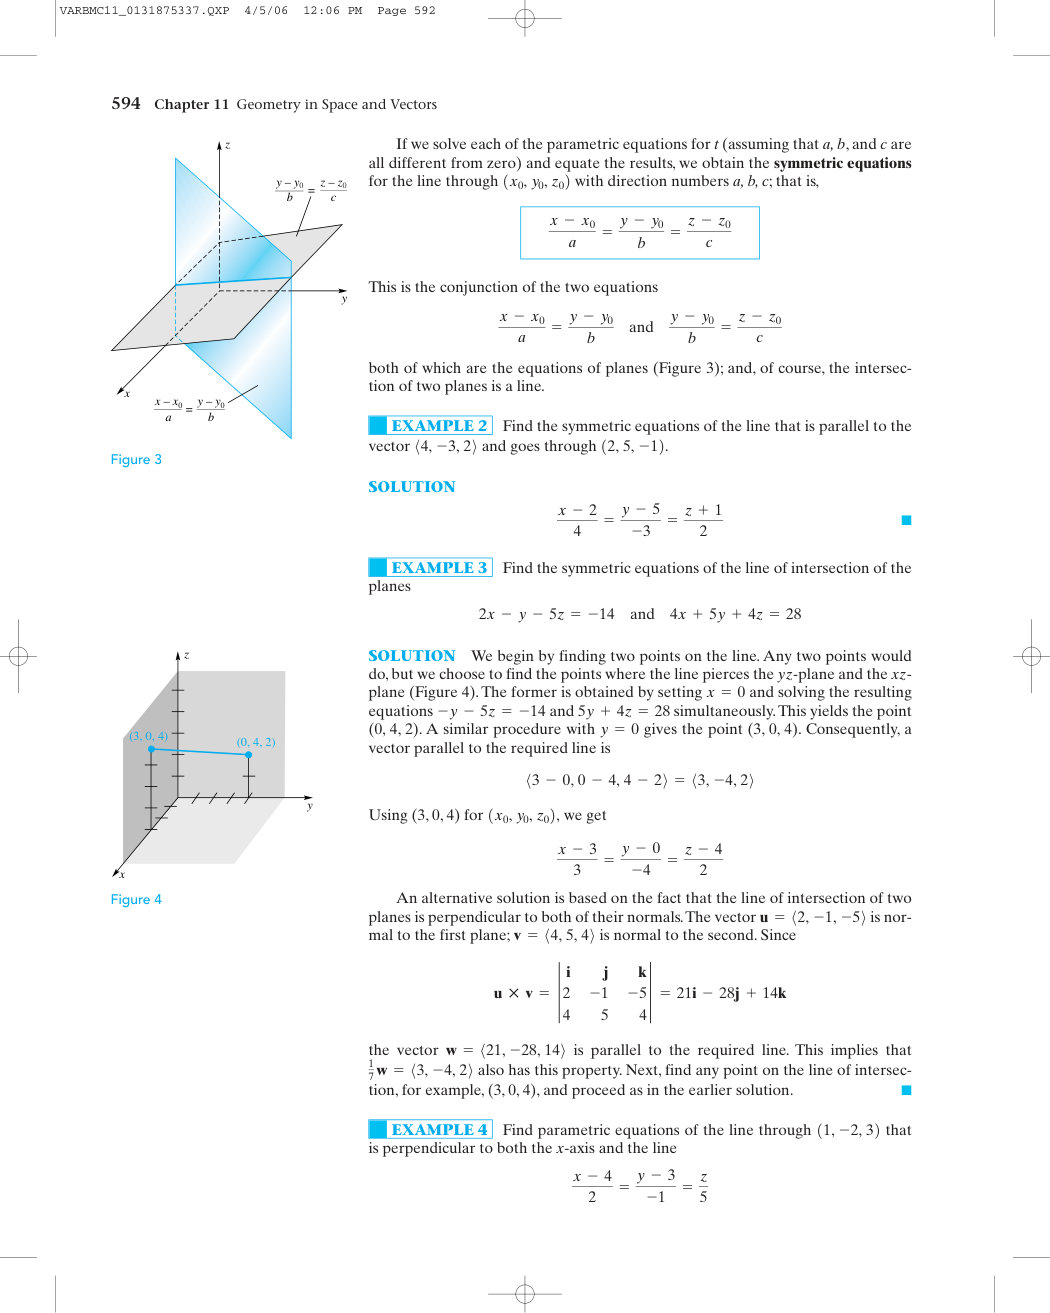 VARBMC11_0131875337.QXP 4/5/06 12:06 PM Page 592
594 Chapter 11 Geometry in Space and Vectors
If we solve each of the parametric equations for t (assuming that a, b, and c are
all different from zero) and equate the results, we obtain the symmetric equations
for the line through (x₀, y₀, z₀) with direction numbers a, b, c; that is,
(x − x₀)/a = (y − y₀)/b = (z − z₀)/c
This is the conjunction of the two equations
(x − x₀)/a = (y − y₀)/b and (y − y₀)/b = (z − z₀)/c
both of which are the equations of planes (Figure 3); and, of course, the intersec-
tion of two planes is a line.
z
(y – y₀)/b = (z – z₀)/c
y
x
(x – x₀)/a = (y – y₀)/b
Figure 3
EXAMPLE 2 Find the symmetric equations of the line that is parallel to the
vector ⟨4, −3, 2⟩ and goes through (2, 5, −1).
SOLUTION
(x − 2)/4 = (y − 5)/−3 = (z + 1)/2
EXAMPLE 3 Find the symmetric equations of the line of intersection of the
planes
2x − y − 5z = −14 and 4x + 5y + 4z = 28
SOLUTION We begin by finding two points on the line. Any two points would
do, but we choose to find the points where the line pierces the yz-plane and the xz-
plane (Figure 4). The former is obtained by setting x = 0 and solving the resulting
equations −y − 5z = −14 and 5y + 4z = 28 simultaneously. This yields the point
(0, 4, 2). A similar procedure with y = 0 gives the point (3, 0, 4). Consequently, a
vector parallel to the required line is
⟨3 − 0, 0 − 4, 4 − 2⟩ = ⟨3, −4, 2⟩
Using (3, 0, 4) for (x₀, y₀, z₀), we get
(x − 3)/3 = (y − 0)/−4 = (z − 4)/2
z
(3, 0, 4)
(0, 4, 2)
y
x
Figure 4
An alternative solution is based on the fact that the line of intersection of two
planes is perpendicular to both of their normals. The vector u = ⟨2, −1, −5⟩ is nor-
mal to the first plane; v = ⟨4, 5, 4⟩ is normal to the second. Since
i j k
u × v = |2 −1 −5| = 21i − 28j + 14k
4 5 4
the vector w = ⟨21, −28, 14⟩ is parallel to the required line. This implies that
1/7 w = ⟨3, −4, 2⟩ also has this property. Next, find any point on the line of intersec-
tion, for example, (3, 0, 4), and proceed as in the earlier solution.
EXAMPLE 4 Find parametric equations of the line through (1, −2, 3) that
is perpendicular to both the x-axis and the line
(x − 4)/2 = (y − 3)/−1 = z/5